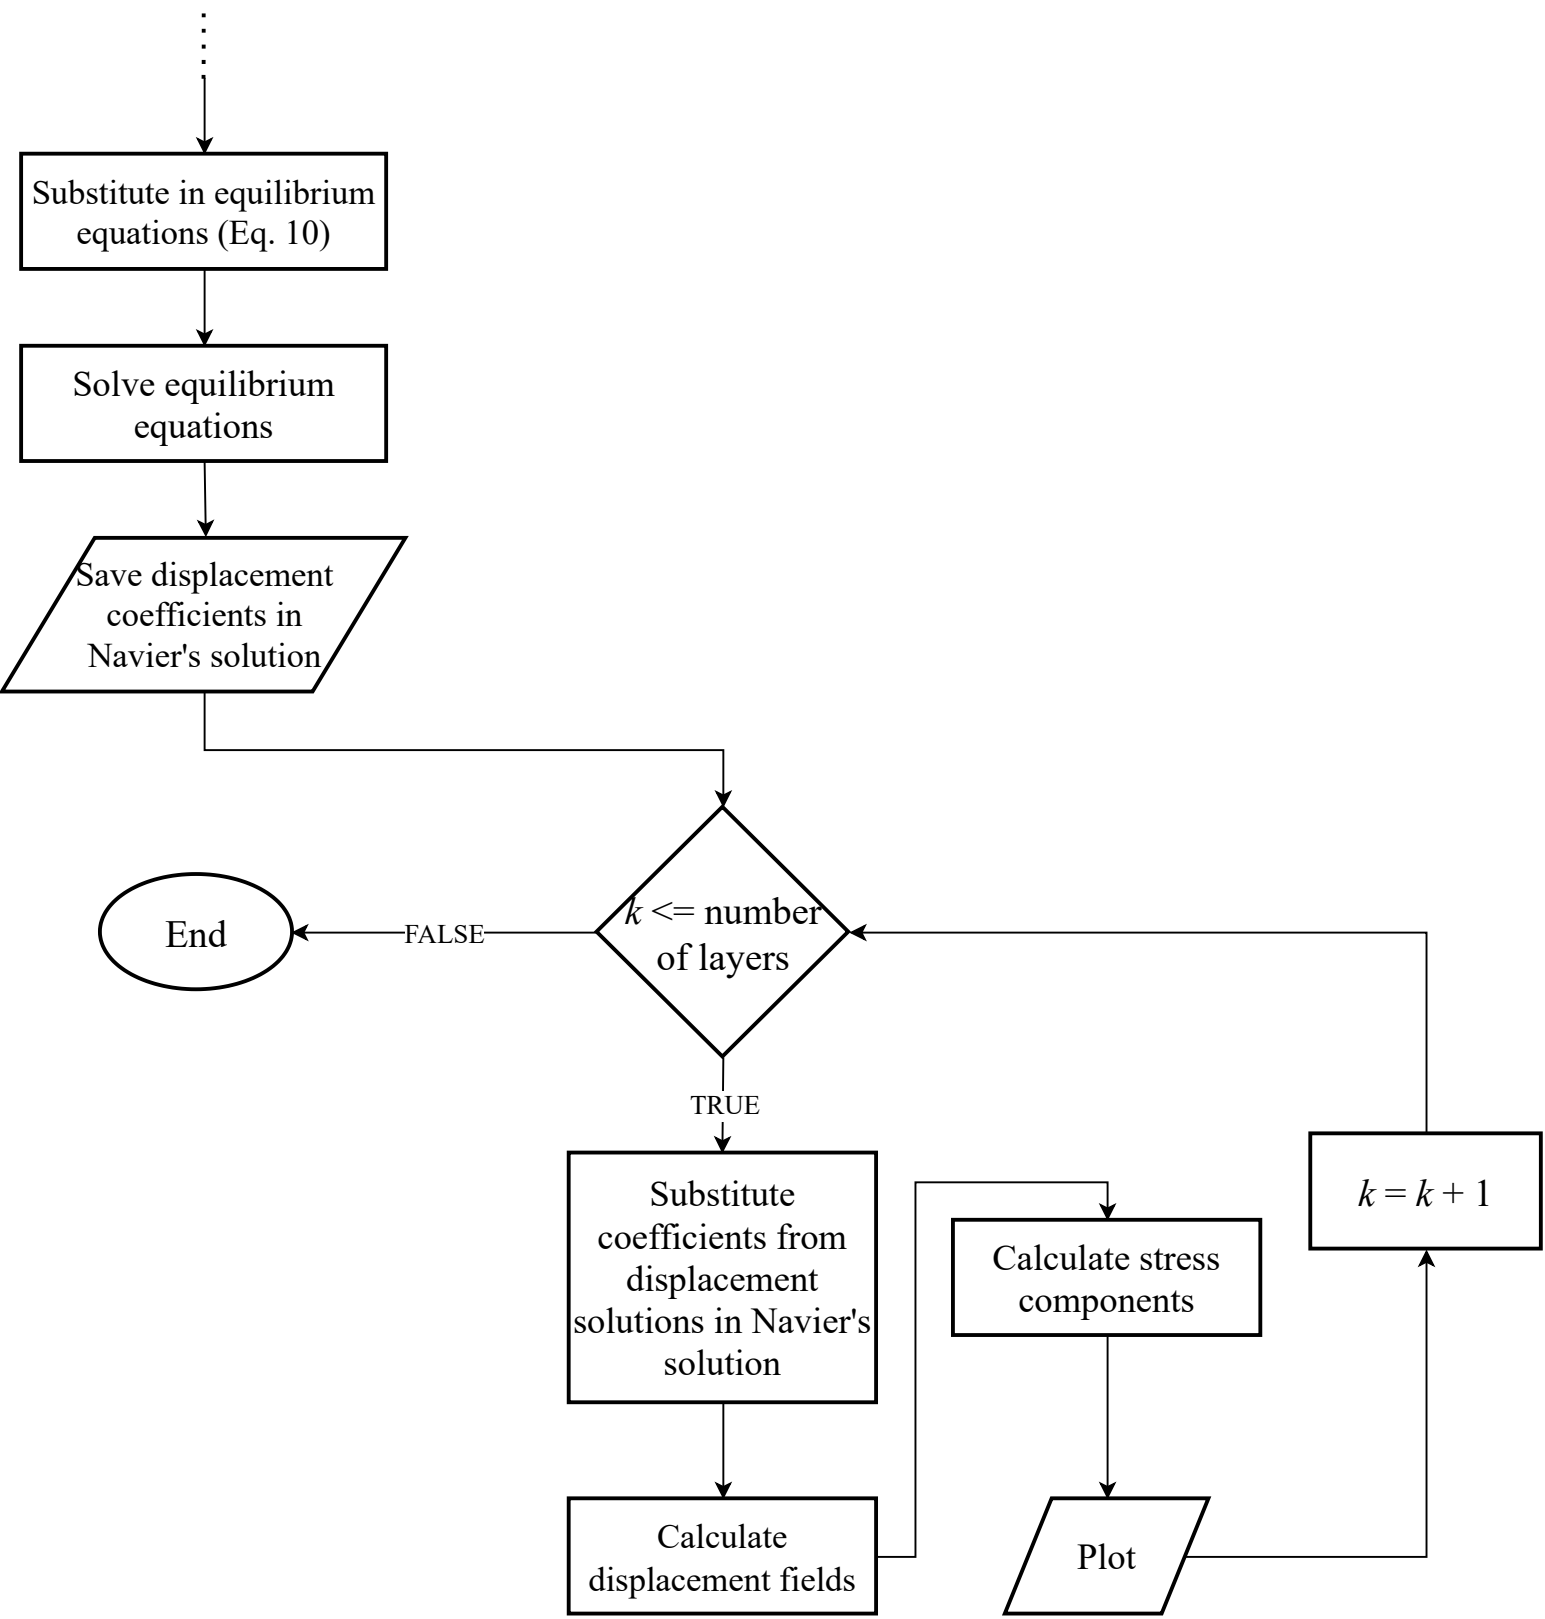 Substitute in equilibrium
equations (Eq. 10)
Solve equilibrium
equations
Save displacement
coefficients in
Navier's solution
k <= number
of layers
End
FALSE
TRUE
Substitute
coefficients from
displacement
solutions in Navier's
solution
Calculate
displacement fields
Calculate stress
components
Plot
k = k + 1